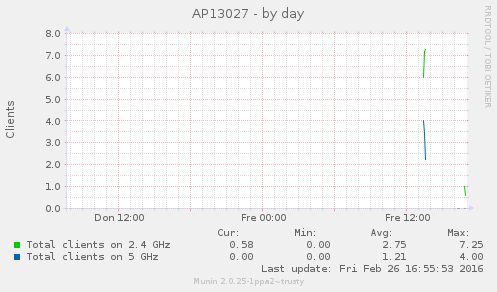 AP13027 - by day
RRDTOOL / TOBI OETIKER
Clients
8.0
7.0
6.0
5.0
4.0
3.0
2.0
1.0
0.0
Don 12:00 Fre 00:00 Fre 12:00
Cur: Min: Avg: Max:
Total clients on 2.4 GHz 0.58 0.00 2.75 7.25
Total clients on 5 GHz 0.00 0.00 1.21 4.00
Last update: Fri Feb 26 16:55:53 2016
Munin 2.0.25-1ppa2~trusty